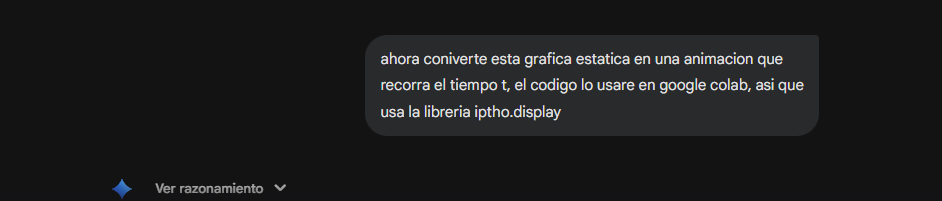 ahora coniverte esta grafica estatica en una animacion que
recorra el tiempo t, el codigo lo usare en google colab, asi que
usa la libreria iptho.display
Ver razonamiento